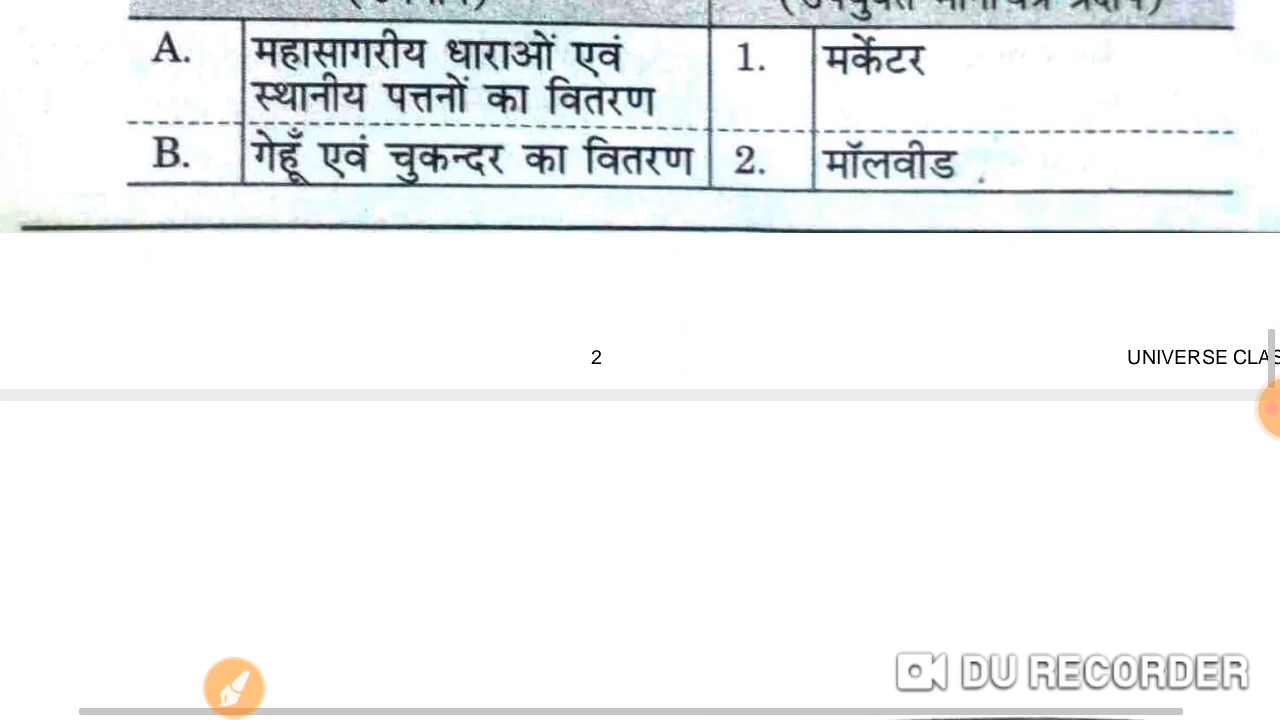 A. महासागरीय धाराओं एवं 1. मर्केटर
स्थानीय पत्तनों का वितरण
B. गेहूँ एवं चुकन्दर का वितरण 2. मॉलवीड
2 UNIVERSE CLAS
DU RECORDER